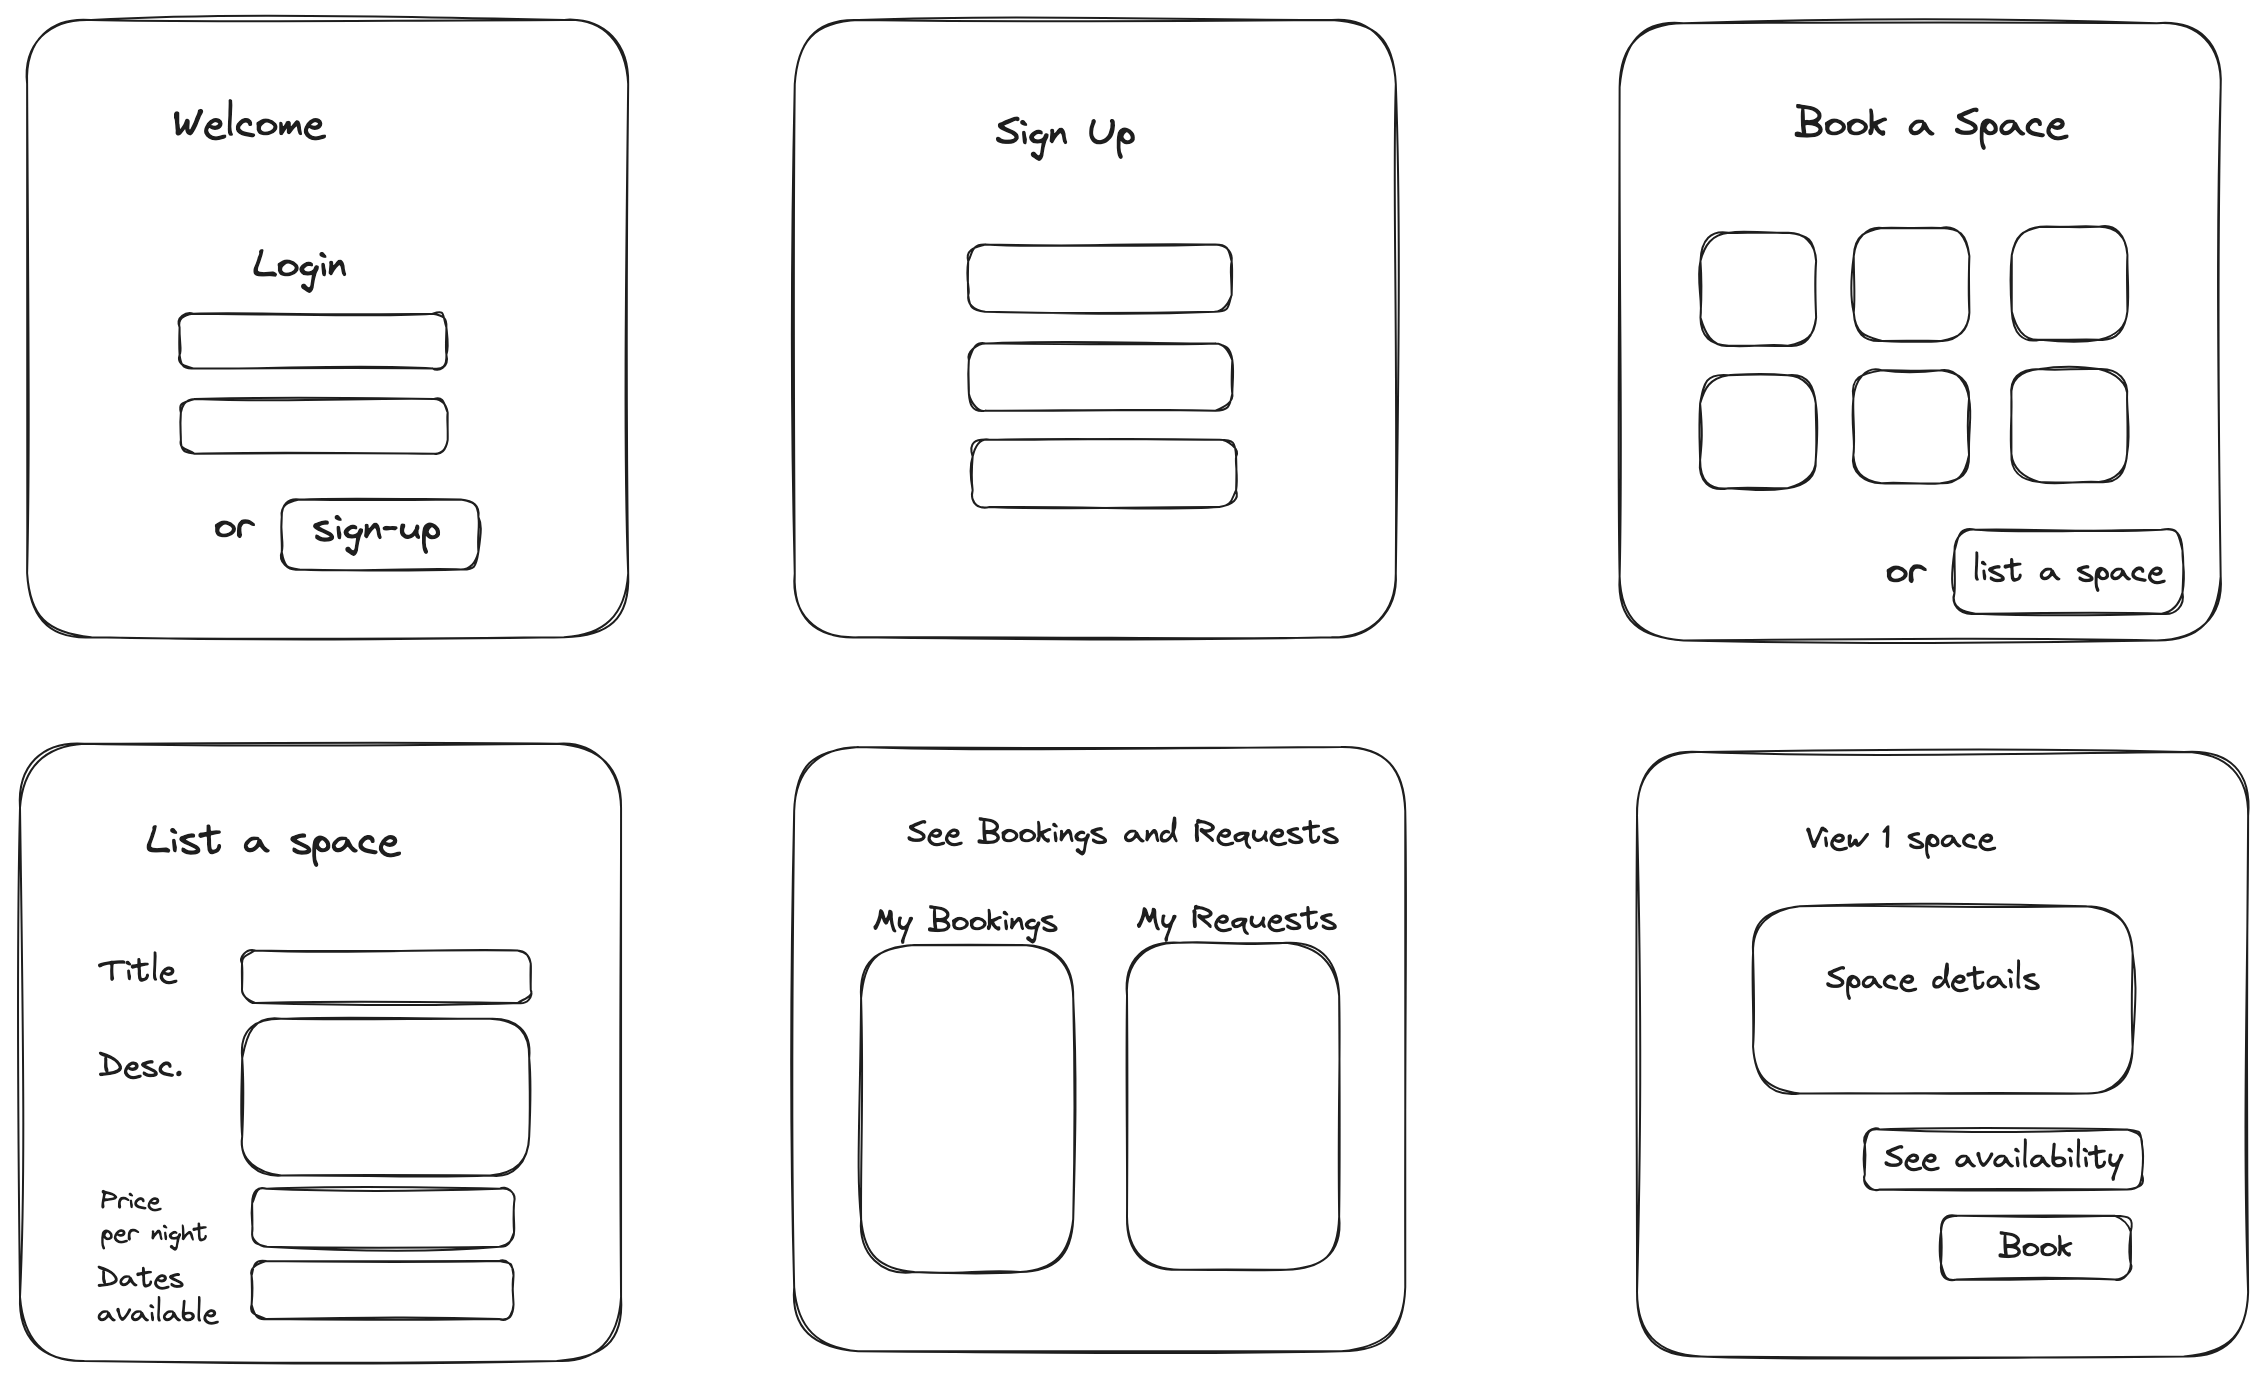 Welcome
Login
or sign-up
Sign Up
Book a Space
or list a space
List a space
Title
Desc.
Price
per night
Dates
available
See Bookings and Requests
My Bookings
My Requests
View 1 space
Space details
See availability
Book